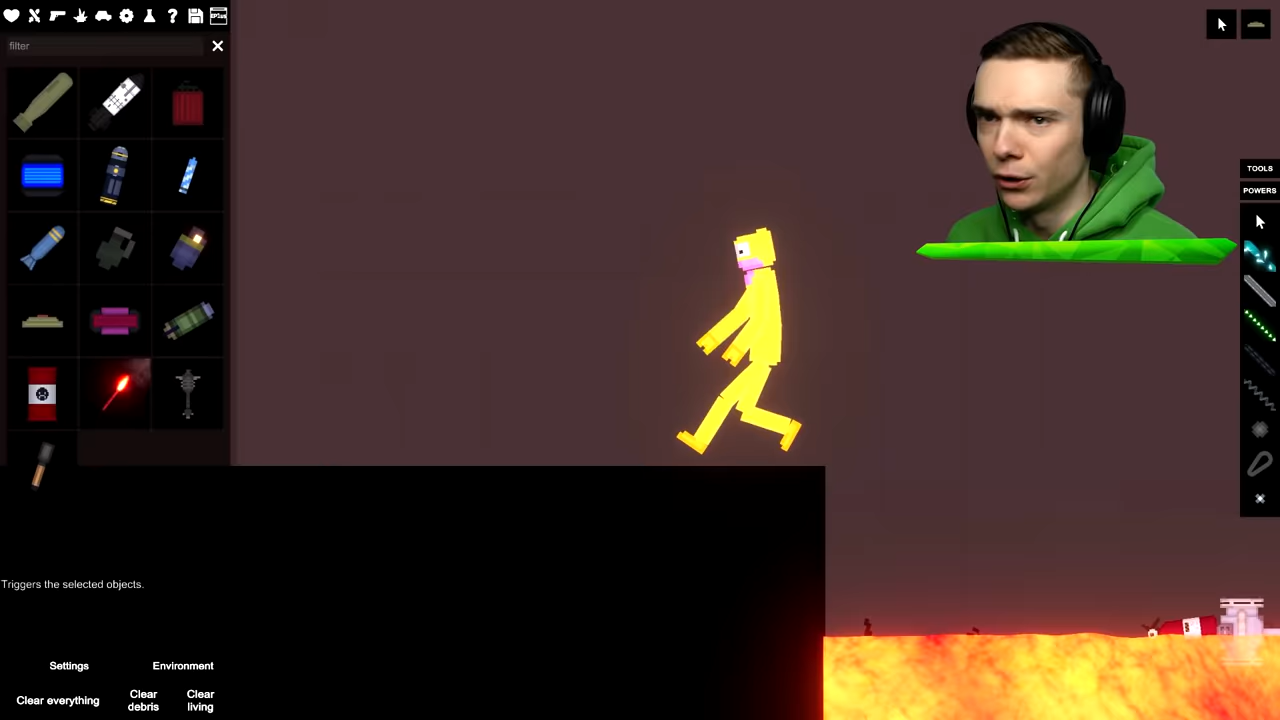 filter
TOOLS
POWERS
Triggers the selected objects.
Settings
Environment
Clear everything
Clear
debris
Clear
living